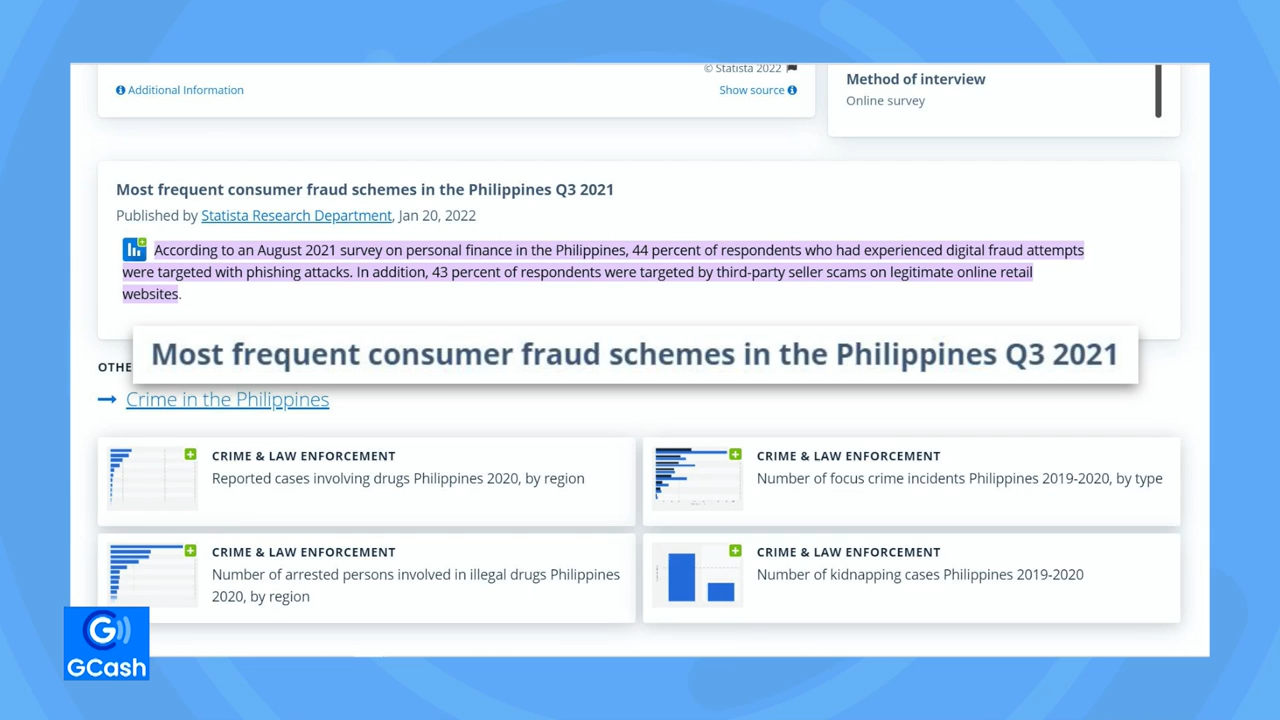 © Statista 2022
Additional Information
Show source
Method of interview
Online survey
Most frequent consumer fraud schemes in the Philippines Q3 2021
Published by Statista Research Department, Jan 20, 2022
According to an August 2021 survey on personal finance in the Philippines, 44 percent of respondents who had experienced digital fraud attempts
were targeted with phishing attacks. In addition, 43 percent of respondents were targeted by third-party seller scams on legitimate online retail
websites.
Most frequent consumer fraud schemes in the Philippines Q3 2021
OTHE
Crime in the Philippines
CRIME & LAW ENFORCEMENT
Reported cases involving drugs Philippines 2020, by region
CRIME & LAW ENFORCEMENT
Number of focus crime incidents Philippines 2019-2020, by type
CRIME & LAW ENFORCEMENT
Number of arrested persons involved in illegal drugs Philippines
2020, by region
CRIME & LAW ENFORCEMENT
Number of kidnapping cases Philippines 2019-2020
G
GCash